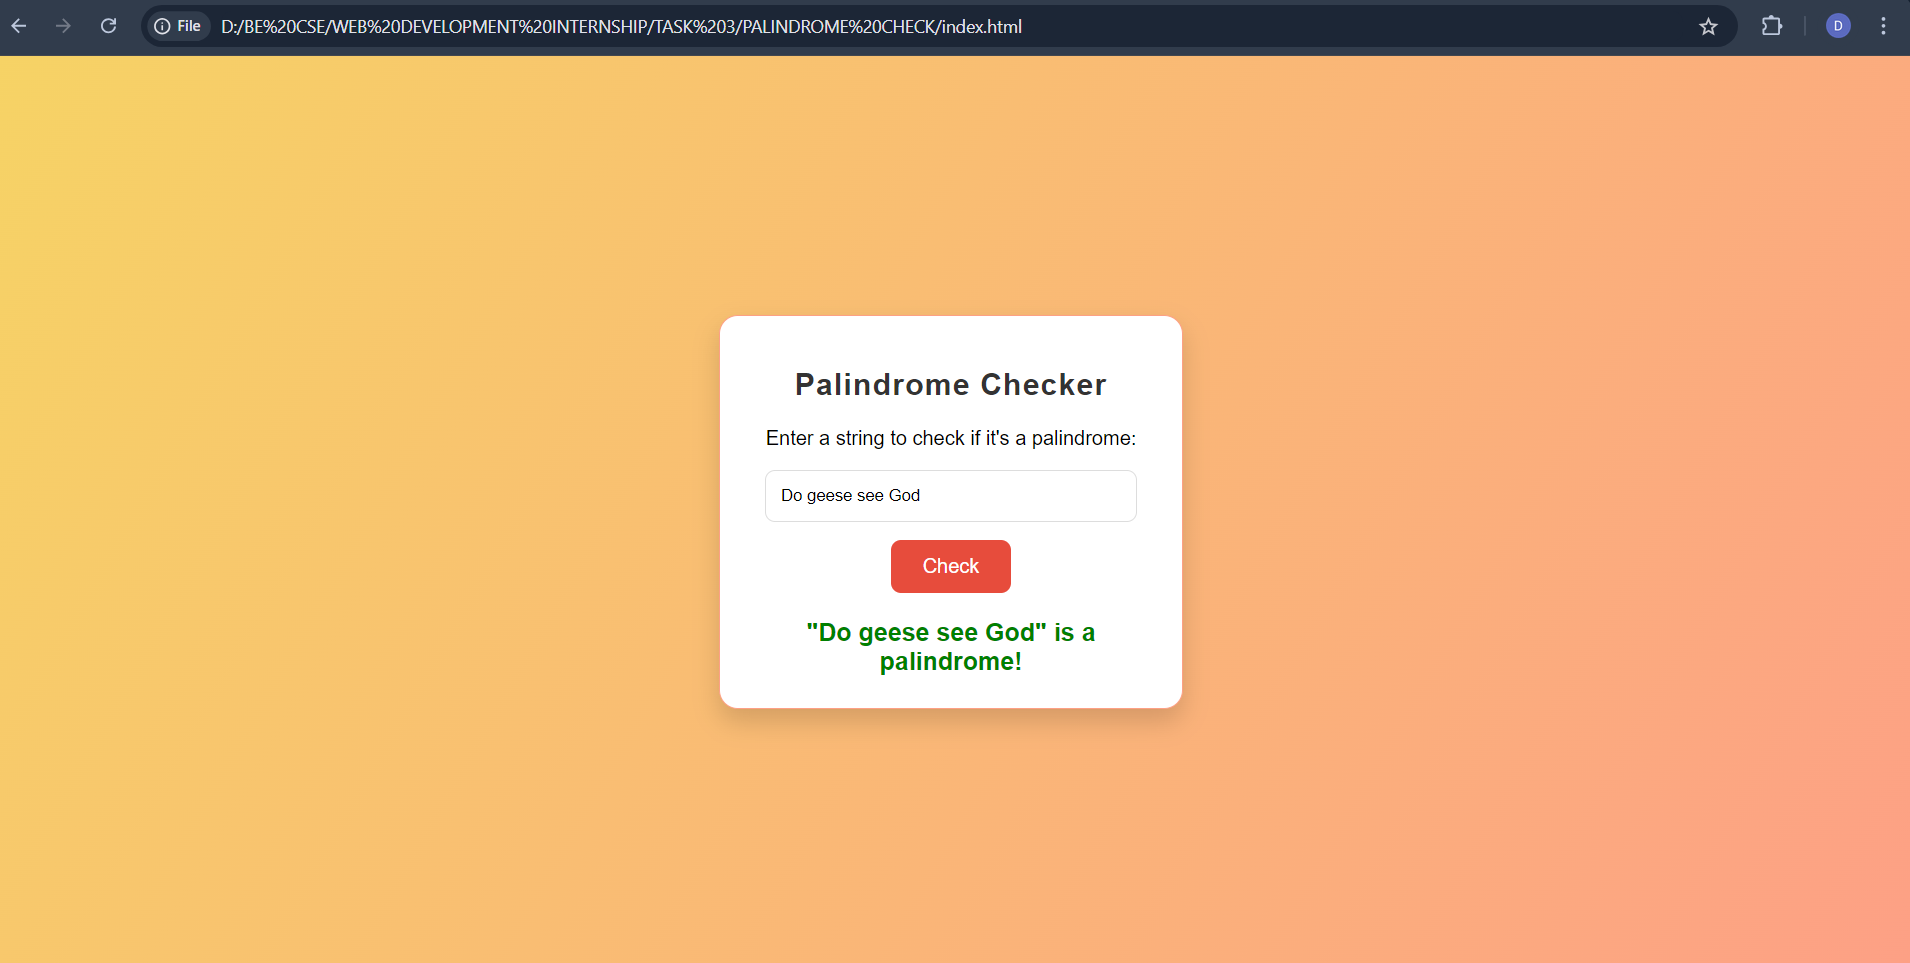 File D:/BE%20CSE/WEB%20DEVELOPMENT%20INTERNSHIP/TASK%203/PALINDROME%20CHECK/index.html D
Palindrome Checker
Enter a string to check if it's a palindrome:
Do geese see God
Check
"Do geese see God" is a
palindrome!